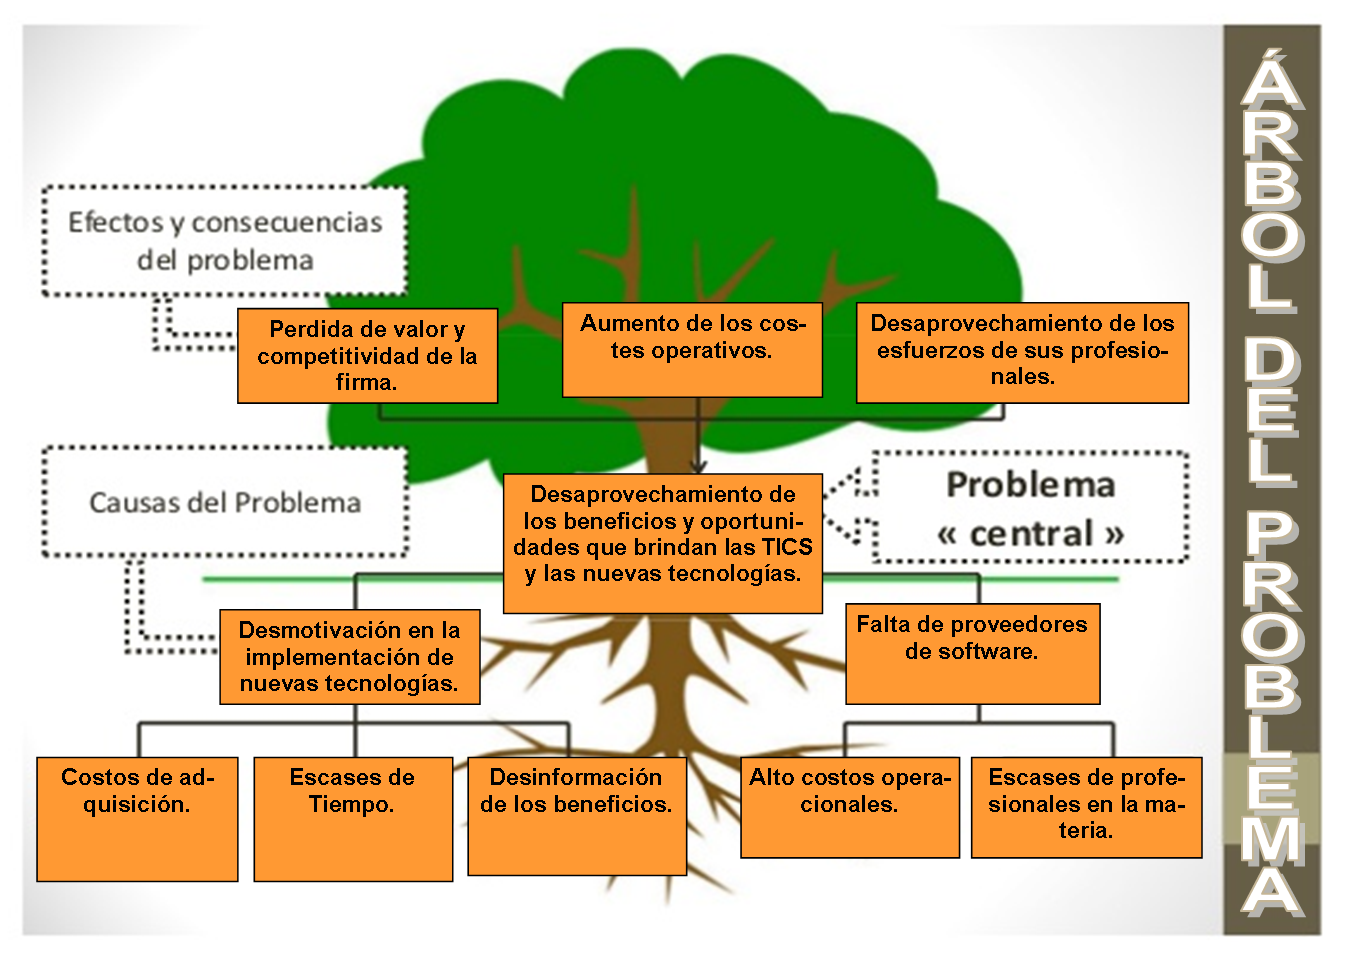 Efectos y consecuencias
del problema
Perdida de valor y
competitividad de la
firma.
Aumento de los cos-
tes operativos.
Desaprovechamiento de los
esfuerzos de sus profesio-
nales.
Causas del Problema
Desaprovechamiento de
los beneficios y oportuni-
dades que brindan las TICS
y las nuevas tecnologías.
Problema
« central »
Desmotivación en la
implementación de
nuevas tecnologías.
Falta de proveedores
de software.
Costos de ad-
quisición.
Escases de
Tiempo.
Desinformación
de los beneficios.
Alto costos opera-
cionales.
Escases de profe-
sionales en la ma-
teria.
ÁRBOL DEL PROBLEMA